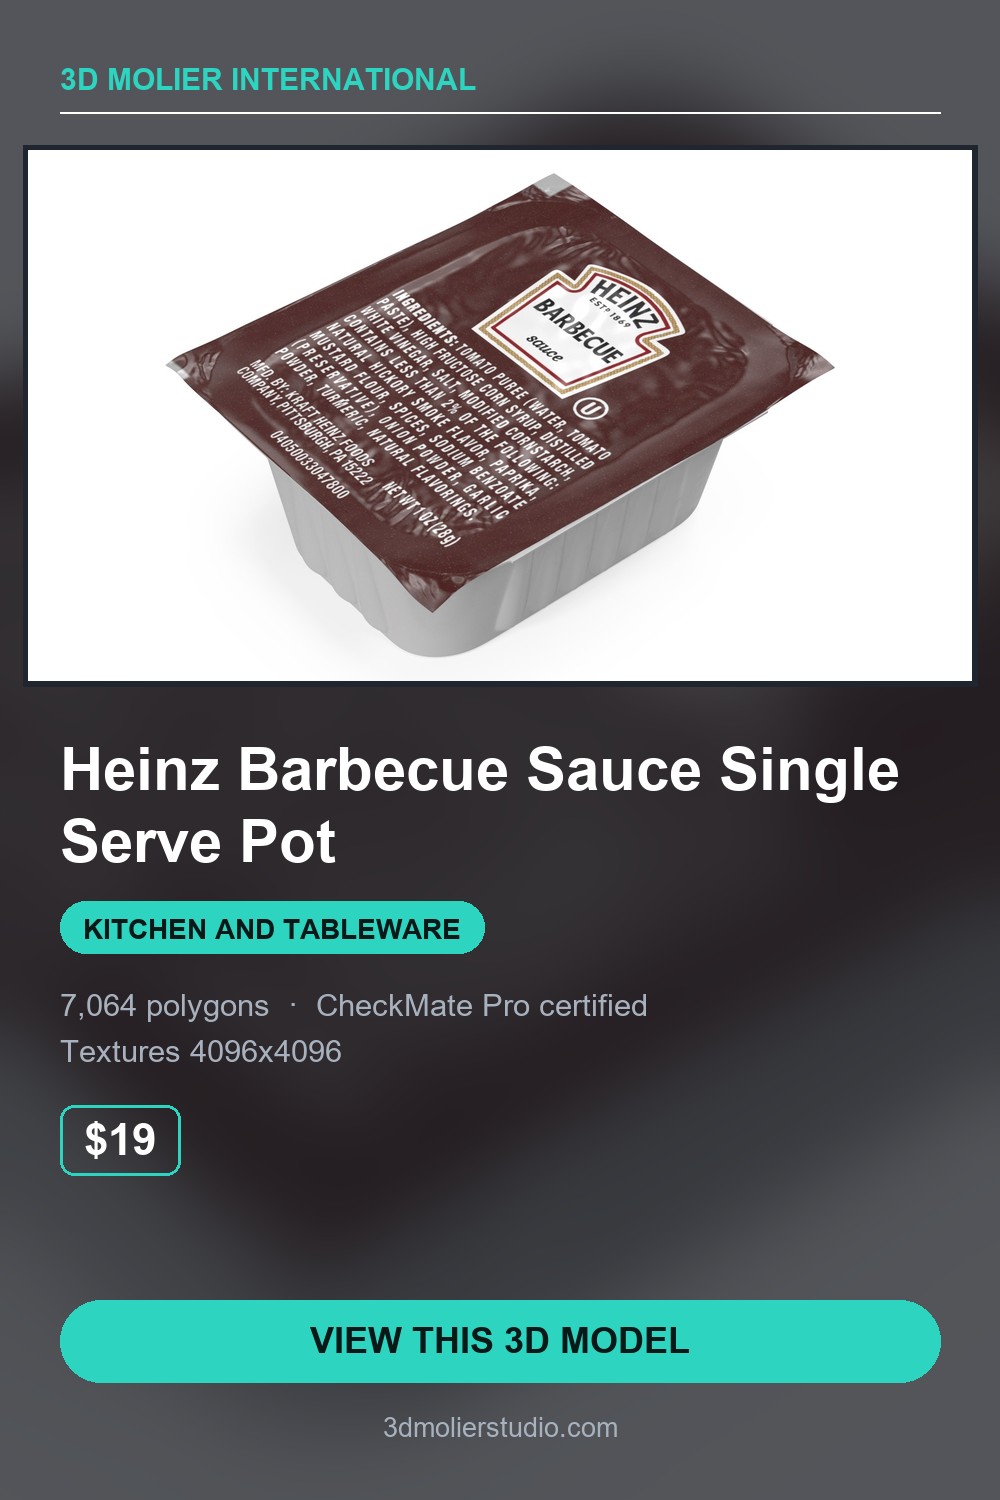 3D MOLIER INTERNATIONAL
HEINZ
ESTD 1869
BARBECUE
sauce
U
INGREDIENTS: TOMATO PUREE (WATER, TOMATO
PASTE), HIGH FRUCTOSE CORN SYRUP, DISTILLED
WHITE VINEGAR, SALT, MODIFIED CORNSTARCH,
CONTAINS LESS THAN 2% OF THE FOLLOWING:
NATURAL HICKORY SMOKE FLAVOR, PAPRIKA,
MUSTARD FLOUR, SPICES, SODIUM BENZOATE
(PRESERVATIVE), ONION POWDER, GARLIC
POWDER, TURMERIC, NATURAL FLAVORINGS.
MFD. BY: KRAFT HEINZ FOODS
COMPANY PITTSBURGH, PA 15222
04050033047800
NET WT 1 OZ (28g)
Heinz Barbecue Sauce Single
Serve Pot
KITCHEN AND TABLEWARE
7,064 polygons · CheckMate Pro certified
Textures 4096x4096
$19
VIEW THIS 3D MODEL
3dmolierstudio.com